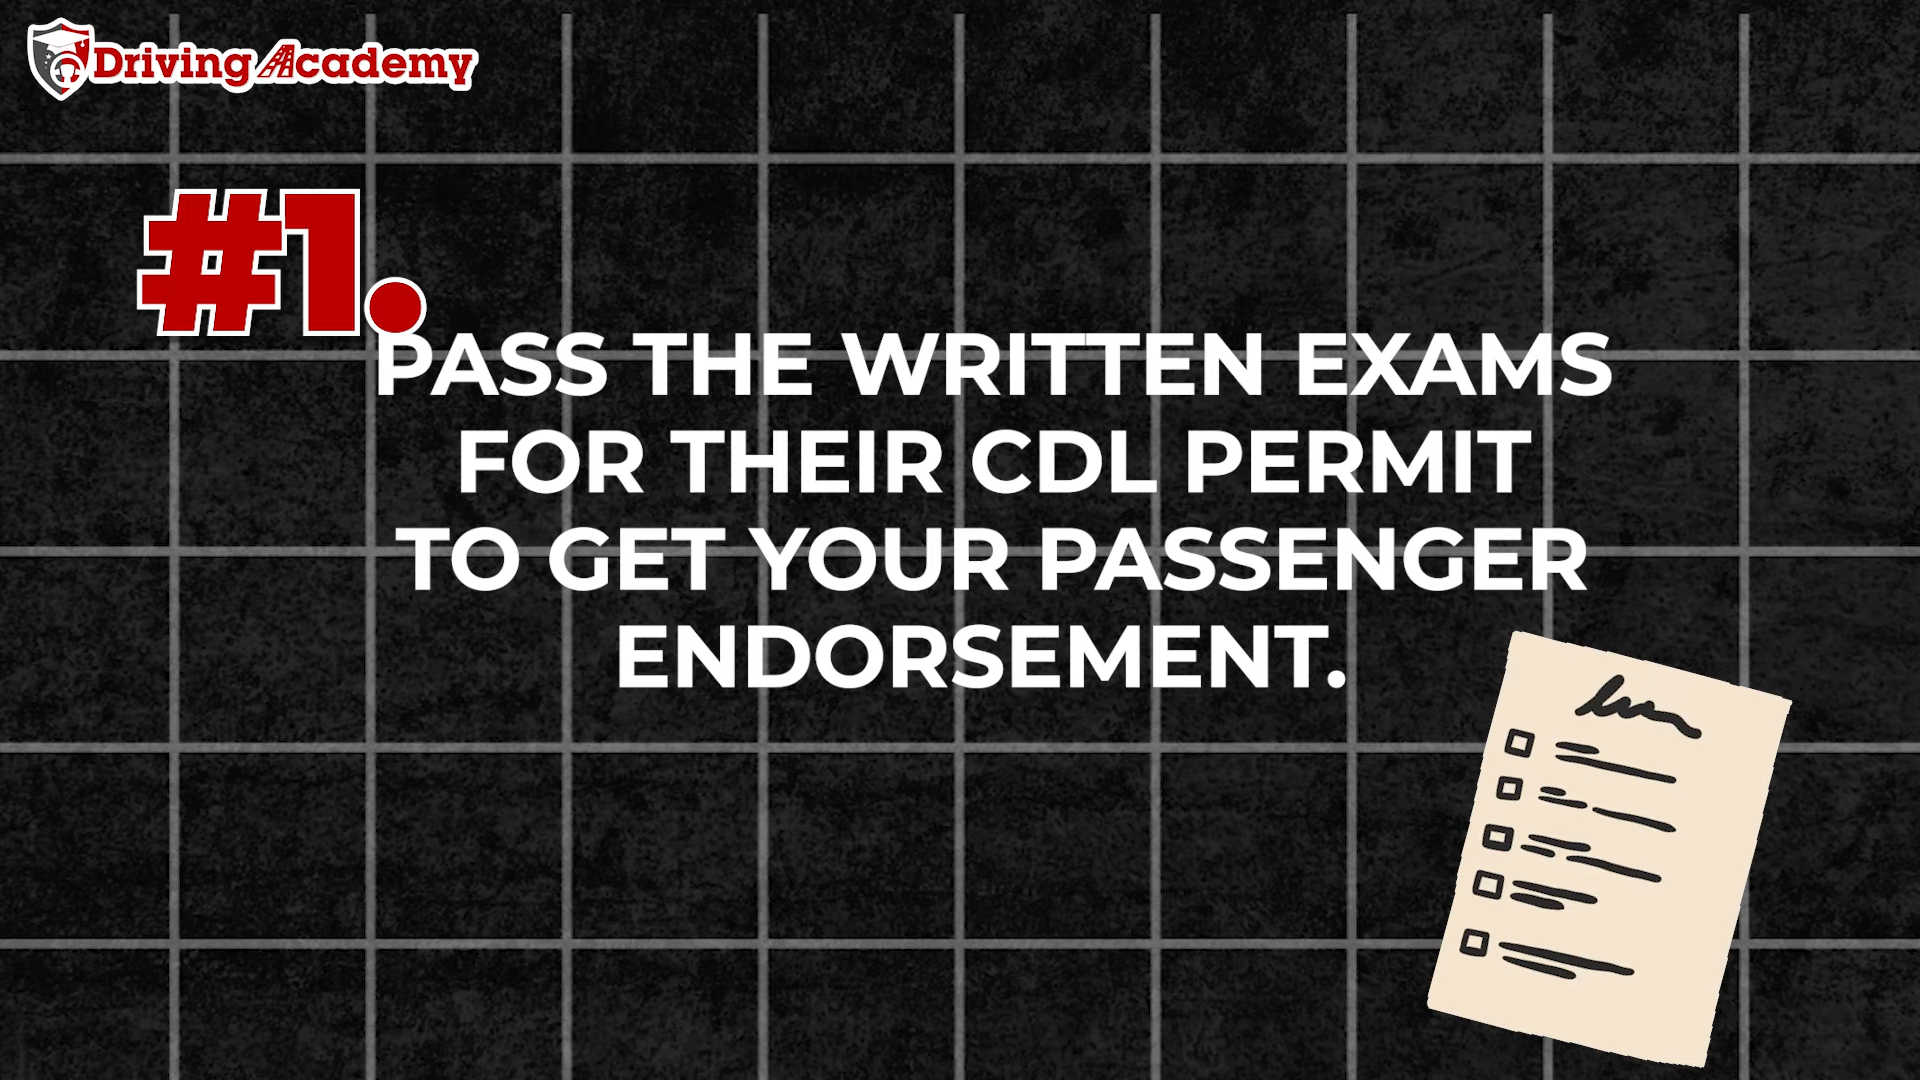 Driving Academy
#1.
PASS THE WRITTEN EXAMS
FOR THEIR CDL PERMIT
TO GET YOUR PASSENGER
ENDORSEMENT.